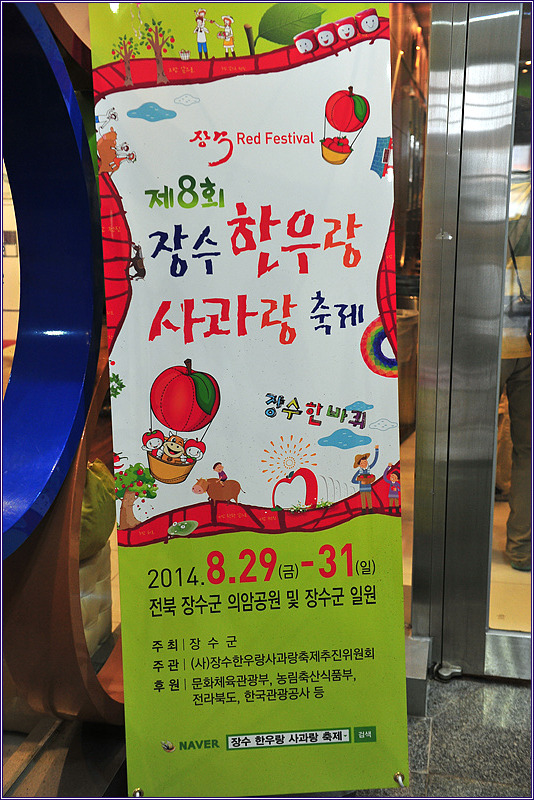 장수 Red Festival
제8회
장수 한우랑
사과랑 축제
장수한바퀴
2014.8.29(금)-31(일)
전북 장수군 의암공원 및 장수군 일원
주 최 | 장 수 군
주 관 | (사)장수한우랑사과랑축제추진위원회
후 원 | 문화체육관광부, 농림축산식품부,
전라북도, 한국관광공사 등
NAVER 장수 한우랑 사과랑 축제 검색